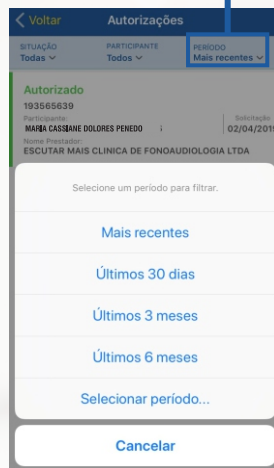 Voltar Autorizações
SITUAÇÃO PARTICIPANTE PERÍODO
Todas Todos Mais recentes
Autorizado
193565639
Participante: Solicitação
MARIA CASSIANE DOLORES PENEDO 02/04/2019
Nome Prestador:
ESCUTAR MAIS CLINICA DE FONOAUDIOLOGIA LTDA
Selecione um período para filtrar.
Mais recentes
Últimos 30 dias
Últimos 3 meses
Últimos 6 meses
Selecionar período...
Cancelar